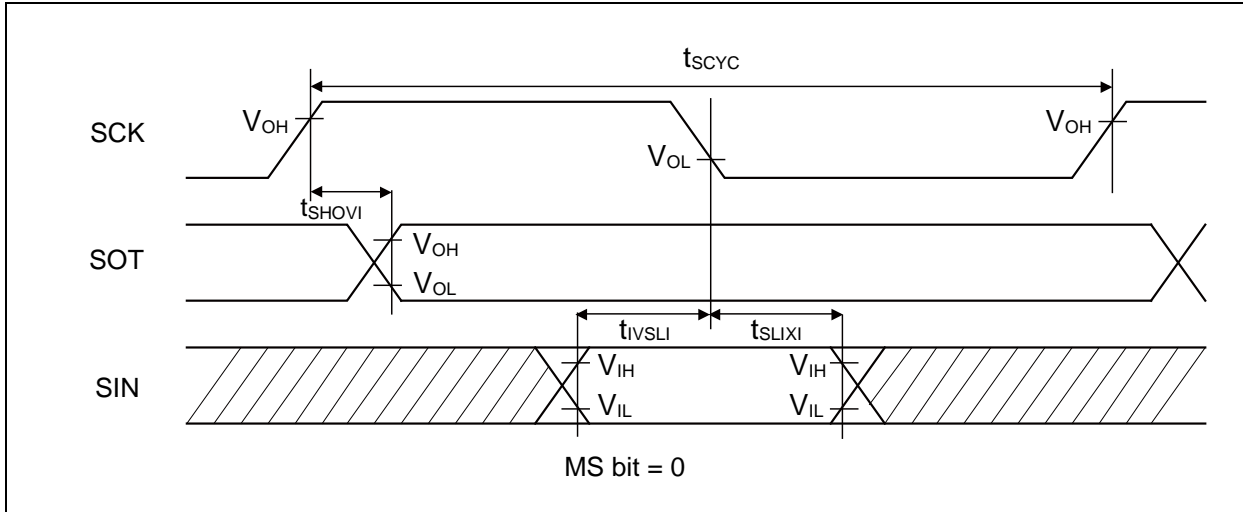 tSCYC
SCK
VOH
VOL
VOH
tSHOVI
SOT
VOH
VOL
tIVSLI
tSLIXI
SIN
VIH
VIL
VIH
VIL
MS bit = 0